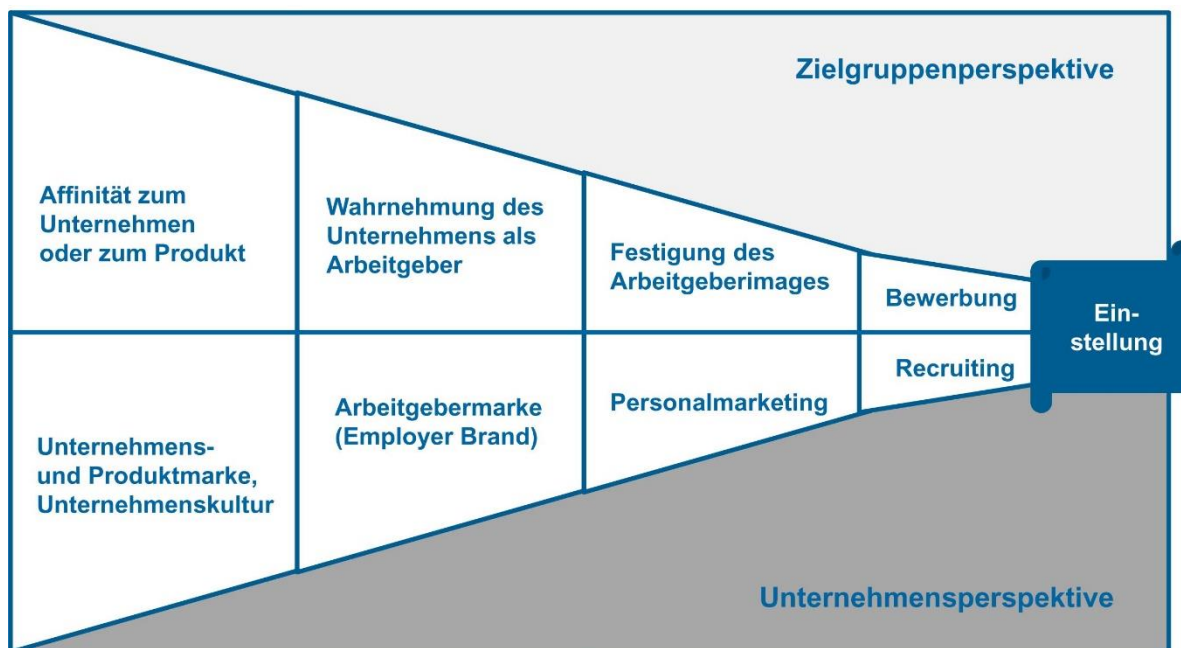 Zielgruppenperspektive
Affinität zum
Unternehmen
oder zum Produkt
Wahrnehmung des
Unternehmens als
Arbeitgeber
Festigung des
Arbeitgeberimages
Bewerbung
Ein-
stellung
Unternehmens-
und Produktmarke,
Unternehmenskultur
Arbeitgebermarke
(Employer Brand)
Personalmarketing
Recruiting
Unternehmensperspektive